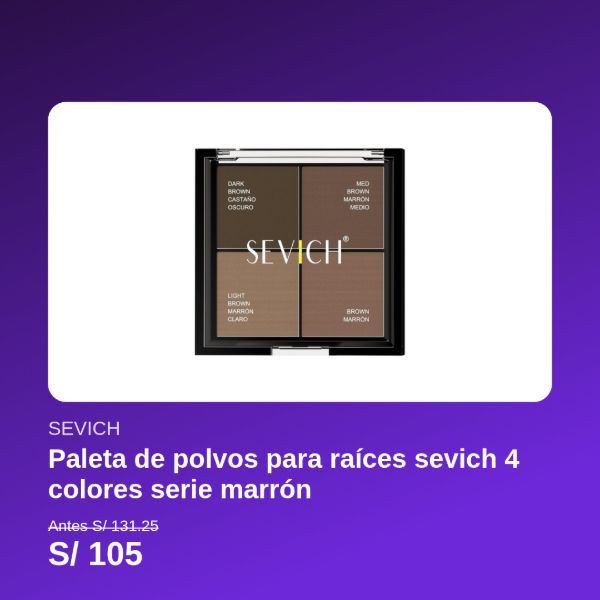 DARK
BROWN
CASTAÑO
OSCURO
MED
BROWN
MARRÓN
MEDIO
SEVICH®
LIGHT
BROWN
MARRÓN
CLARO
BROWN
MARRÓN
SEVICH
Paleta de polvos para raíces sevich 4
colores serie marrón
Antes S/ 131.25
S/ 105